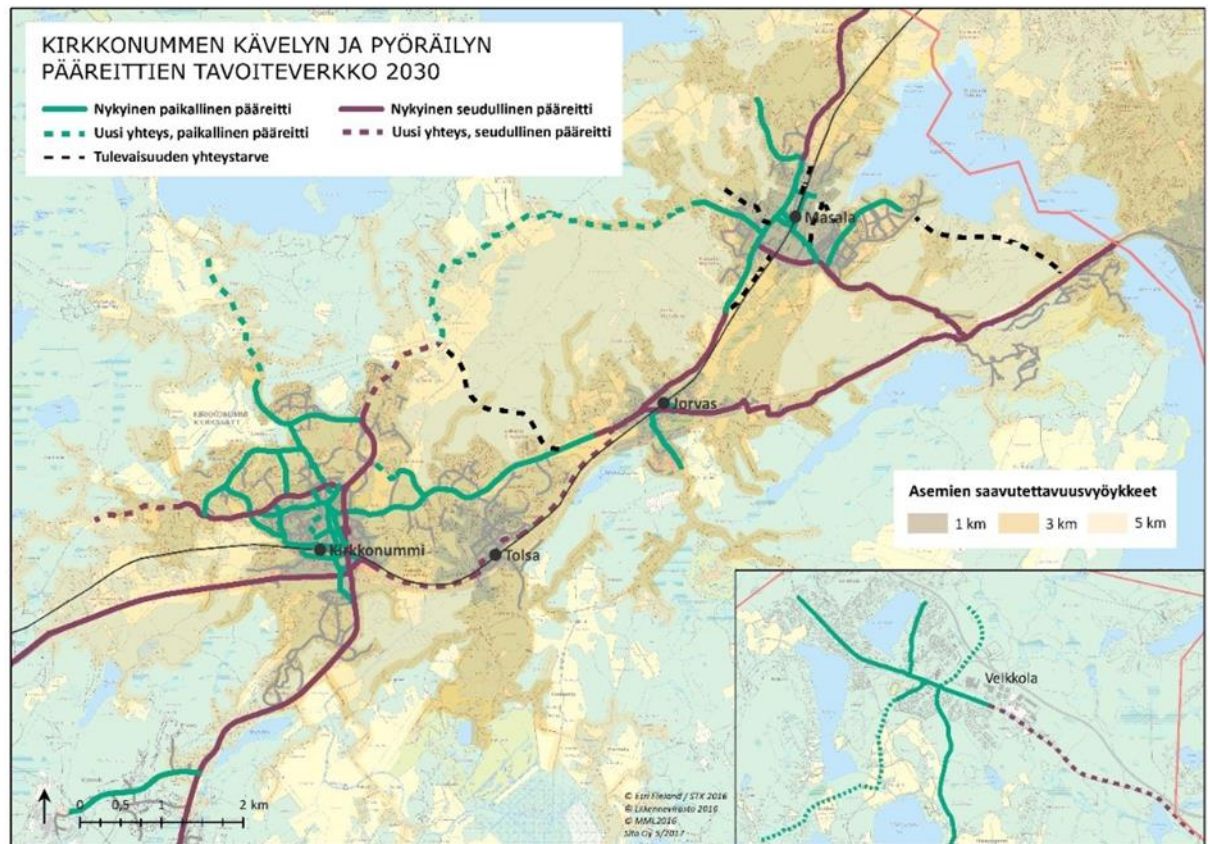 KIRKKONUMMEN KÄVELYN JA PYÖRÄILYN
PÄÄREITTIEN TAVOITEVERKKO 2030
Nykyinen paikallinen pääreitti
Nykyinen seudullinen pääreitti
Uusi yhteys, paikallinen pääreitti
Uusi yhteys, seudullinen pääreitti
Tulevaisuuden yhteystarve
Masala
Jorvas
Kirkkonummi
Tolsa
Asemien saavutettavuusvyöykkeet
1 km
3 km
5 km
Veikkola
0 0,5 1 2 km
© Esri Finland / STK 2016
© Liikennevirasto 2016
© MML2016
Sito Oy 5/2017